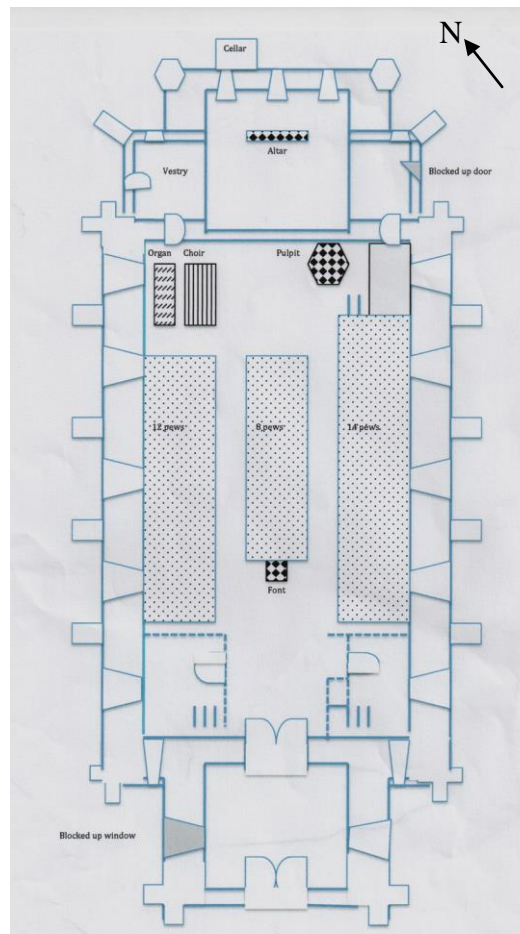 N
Cellar
Altar
Vestry
Blocked up door
Organ
Choir
Pulpit
12 pews
8 pews
14 pews
Font
Blocked up window